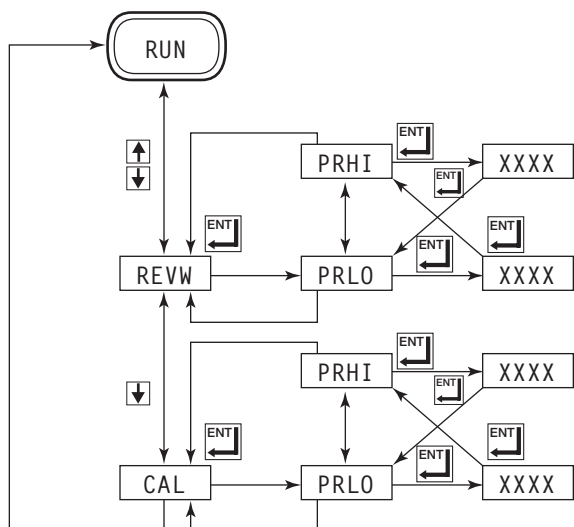 RUN
ENT
PRHI
XXXX
ENT
ENT
ENT
ENT
REVW
PRLO
XXXX
ENT
PRHI
XXXX
ENT
ENT
ENT
ENT
CAL
PRLO
XXXX